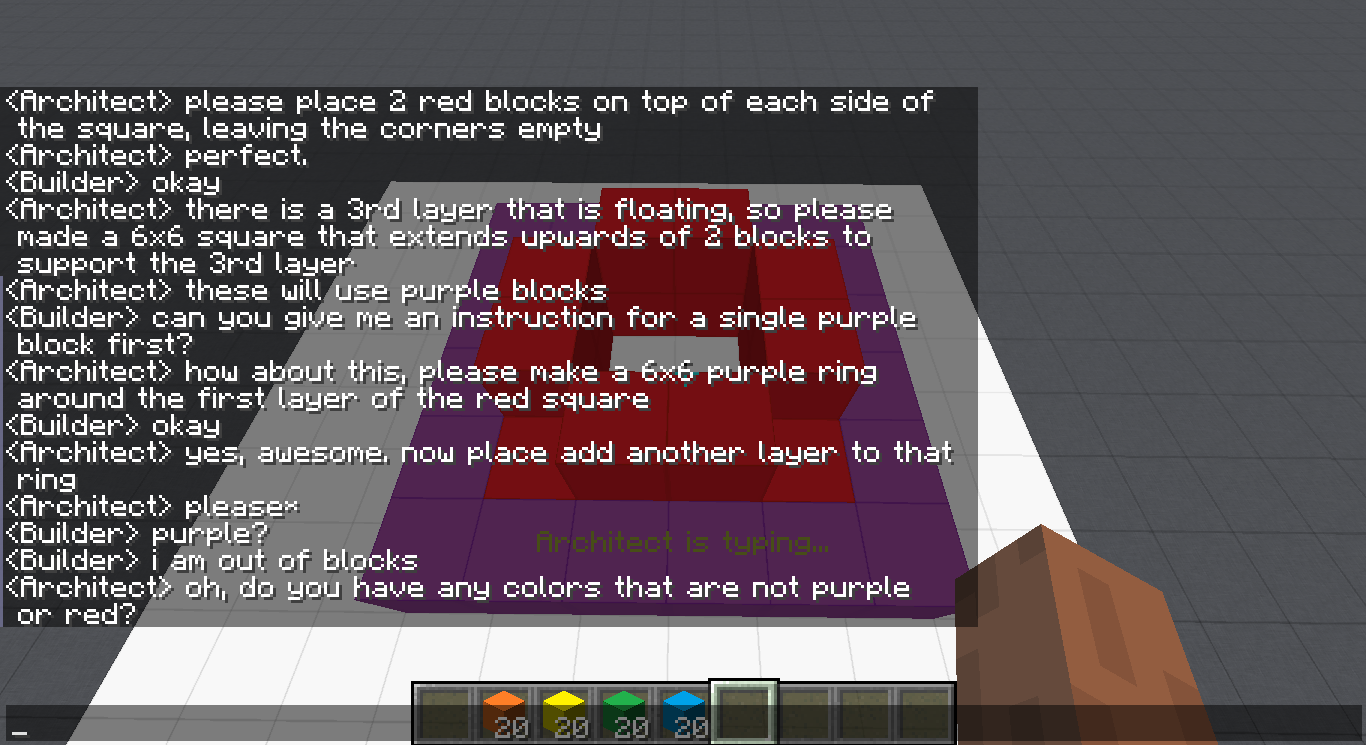 <Architect> please place 2 red blocks on top of each side of
the square, leaving the corners empty
<Architect> perfect.
<Builder> okay
<Architect> there is a 3rd layer that is floating, so please
made a 6x6 square that extends upwards of 2 blocks to
support the 3rd layer
<Architect> these will use purple blocks
<Builder> can you give me an instruction for a single purple
block first?
<Architect> how about this, please make a 6x6 purple ring
around the first layer of the red square
<Builder> okay
<Architect> yes, awesome. now place add another layer to that
ring
<Architect> please*
<Builder> purple?
<Builder> i am out of blocks
Architect is typing...
<Architect> oh, do you have any colors that are not purple
or red?
20 20 20 20
_